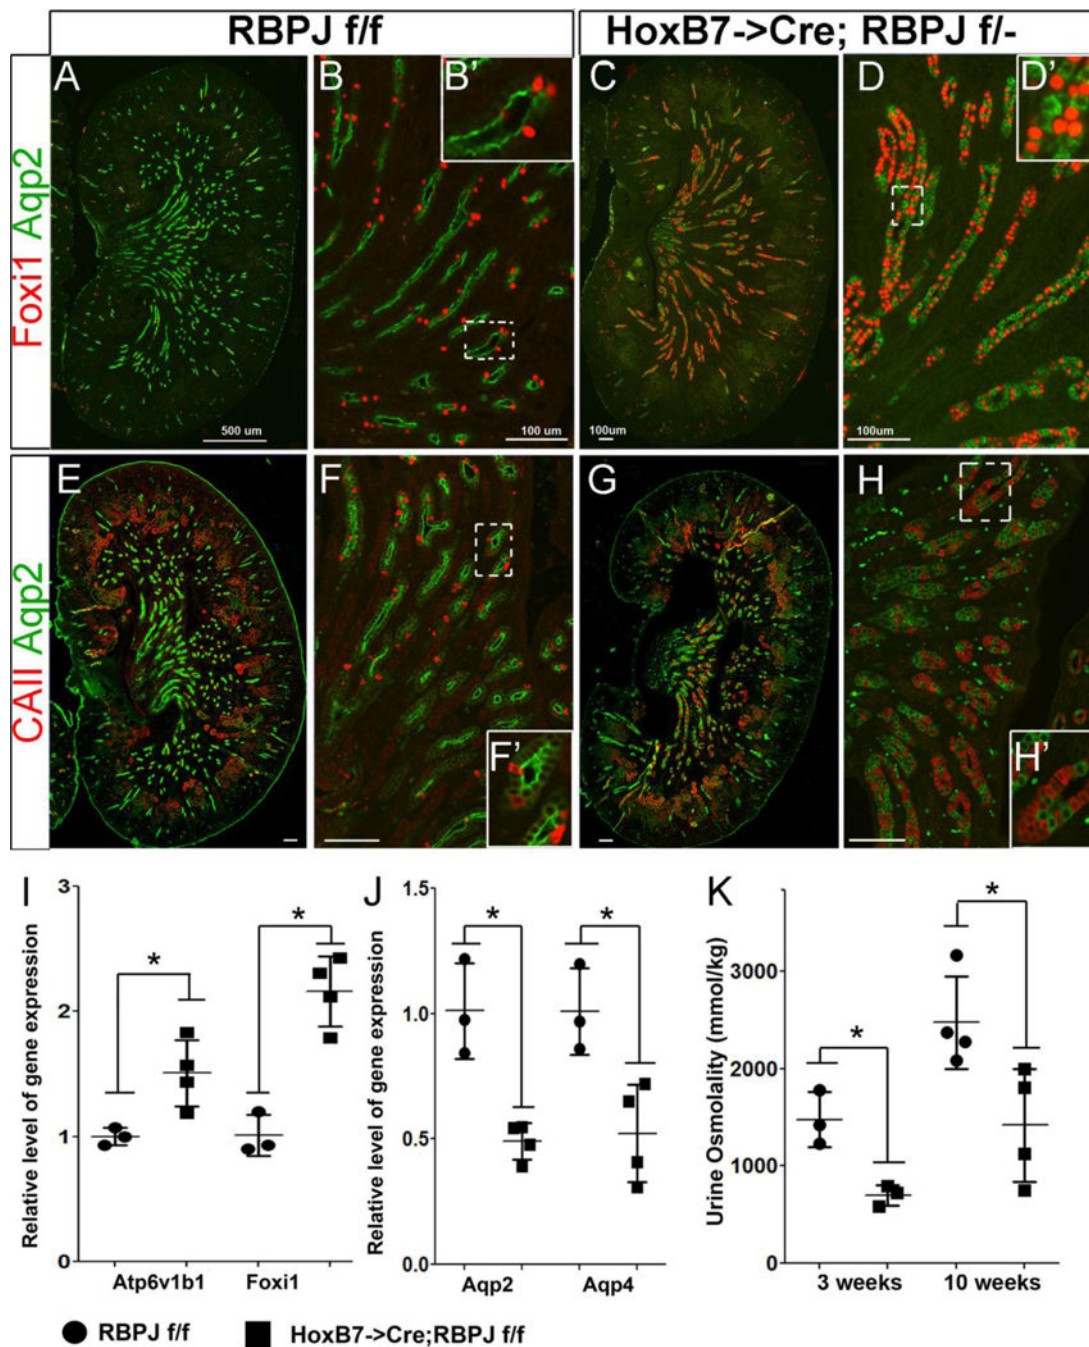 RBPJ f/f
HoxB7->Cre; RBPJ f/-
Foxi1 Aqp2
A
B
B'
C
D
D'
500 um
100 um
100um
100um
CAII Aqp2
E
F
F'
G
H
H'
I
Relative level of gene expression
3
2
1
0
*
*
Atp6v1b1
Foxi1
J
Relative level of gene expression
1.5
1.0
0.5
0.0
*
*
Aqp2
Aqp4
K
Urine Osmolality (mmol/kg)
3000
2000
1000
0
*
*
3 weeks
10 weeks
RBPJ f/f
HoxB7->Cre;RBPJ f/f